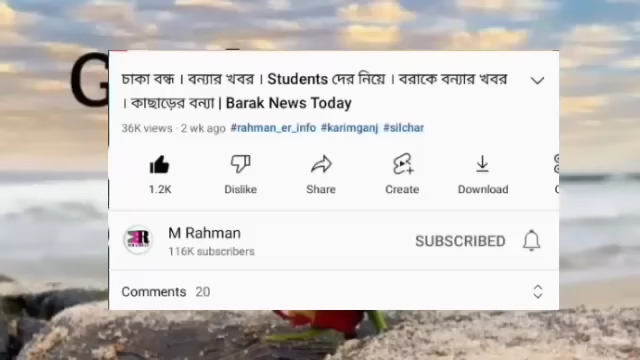 চাকা বন্ধ । বন্যার খবর । Students দের নিয়ে । বরাকে বন্যার খবর
। কাছাড়ের বন্যা | Barak News Today
36K views · 2 wk ago #rahman_er_info #karimganj #silchar
1.2K Dislike Share Create Download
M Rahman
116K subscribers
SUBSCRIBED
Comments 20